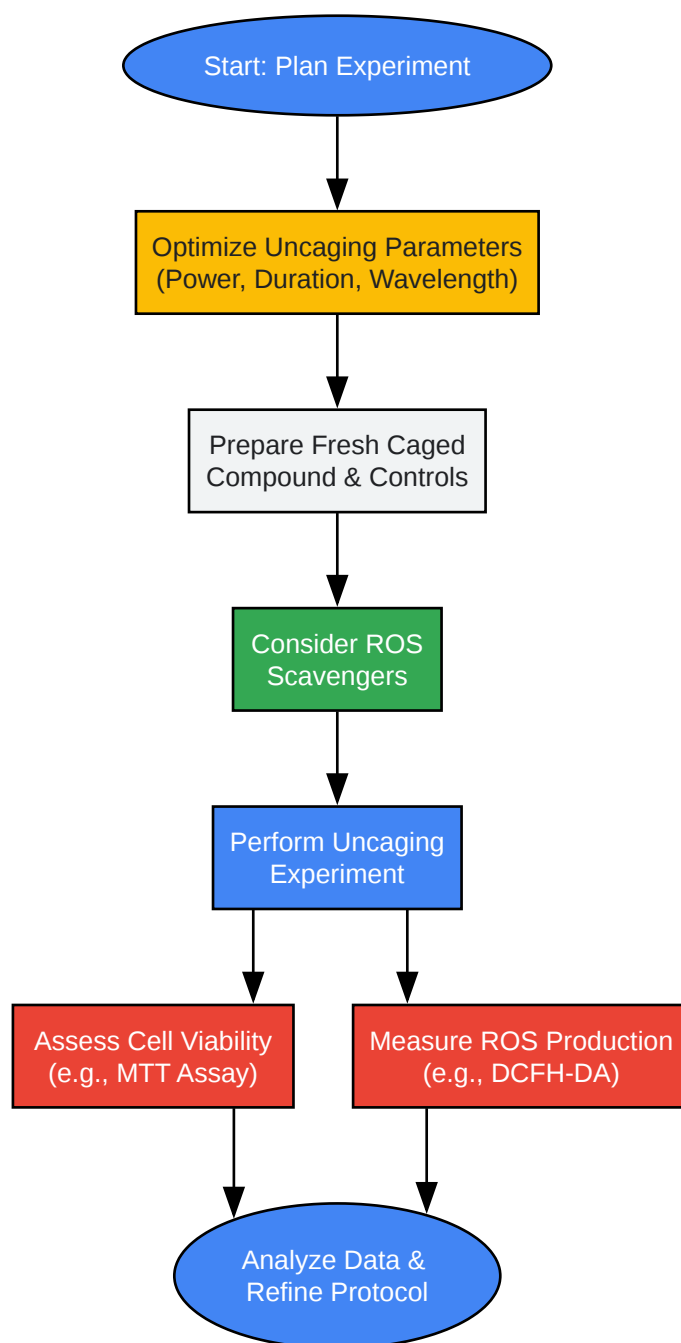 Start: Plan Experiment
Optimize Uncaging Parameters
(Power, Duration, Wavelength)
Prepare Fresh Caged
Compound & Controls
Consider ROS
Scavengers
Perform Uncaging
Experiment
Assess Cell Viability
(e.g., MTT Assay)
Measure ROS Production
(e.g., DCFH-DA)
Analyze Data &
Refine Protocol